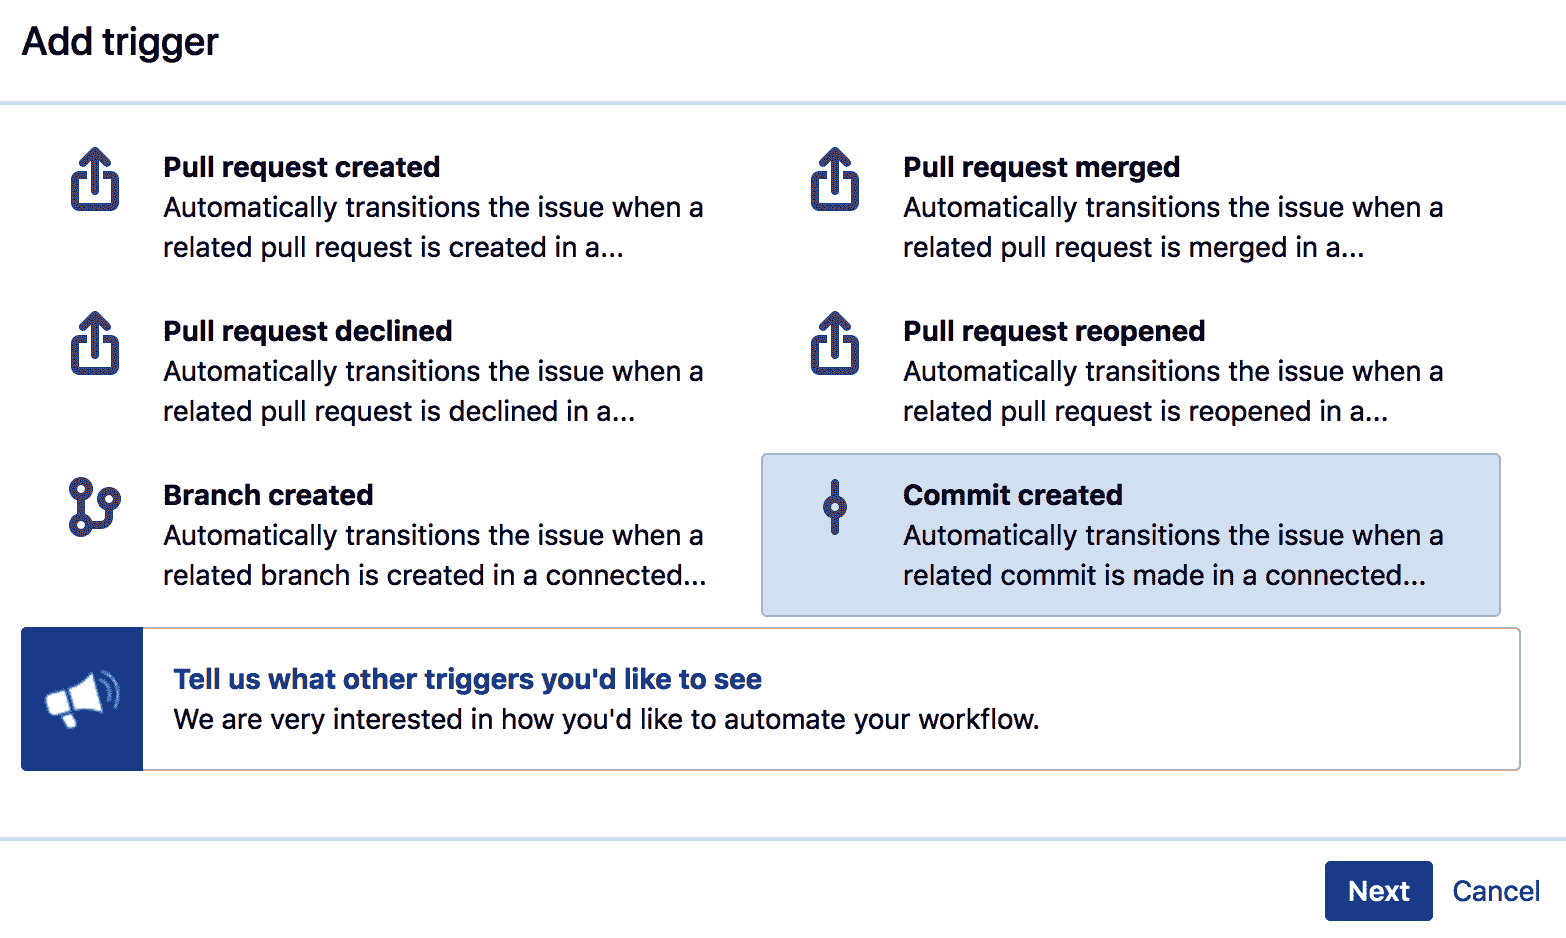 Add trigger
Pull request created
Automatically transitions the issue when a
related pull request is created in a...
Pull request merged
Automatically transitions the issue when a
related pull request is merged in a...
Pull request declined
Automatically transitions the issue when a
related pull request is declined in a...
Pull request reopened
Automatically transitions the issue when a
related pull request is reopened in a...
Branch created
Automatically transitions the issue when a
related branch is created in a connected...
Commit created
Automatically transitions the issue when a
related commit is made in a connected...
Tell us what other triggers you'd like to see
We are very interested in how you'd like to automate your workflow.
Next
Cancel